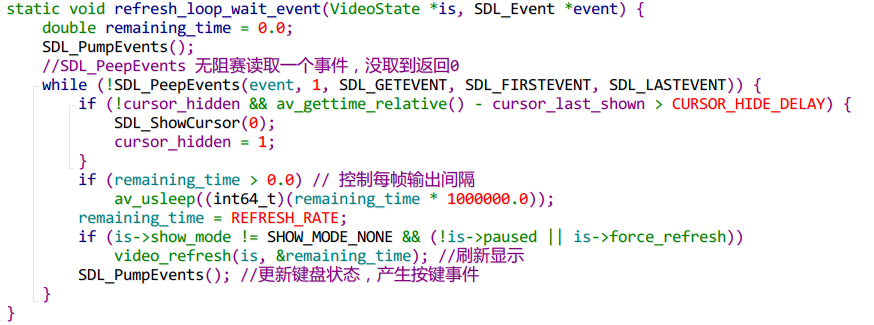 static void refresh_loop_wait_event(VideoState *is, SDL_Event *event) {
    double remaining_time = 0.0;
    SDL_PumpEvents();
    //SDL_PeepEvents 无阻赛读取一个事件，没取到返回0
    while (!SDL_PeepEvents(event, 1, SDL_GETEVENT, SDL_FIRSTEVENT, SDL_LASTEVENT)) {
        if (!cursor_hidden && av_gettime_relative() - cursor_last_shown > CURSOR_HIDE_DELAY) {
            SDL_ShowCursor(0);
            cursor_hidden = 1;
        }
        if (remaining_time > 0.0) // 控制每帧输出间隔
            av_usleep((int64_t)(remaining_time * 1000000.0));
        remaining_time = REFRESH_RATE;
        if (is->show_mode != SHOW_MODE_NONE && (!is->paused || is->force_refresh))
            video_refresh(is, &remaining_time); //刷新显示
        SDL_PumpEvents(); //更新键盘状态，产生按键事件
    }
}